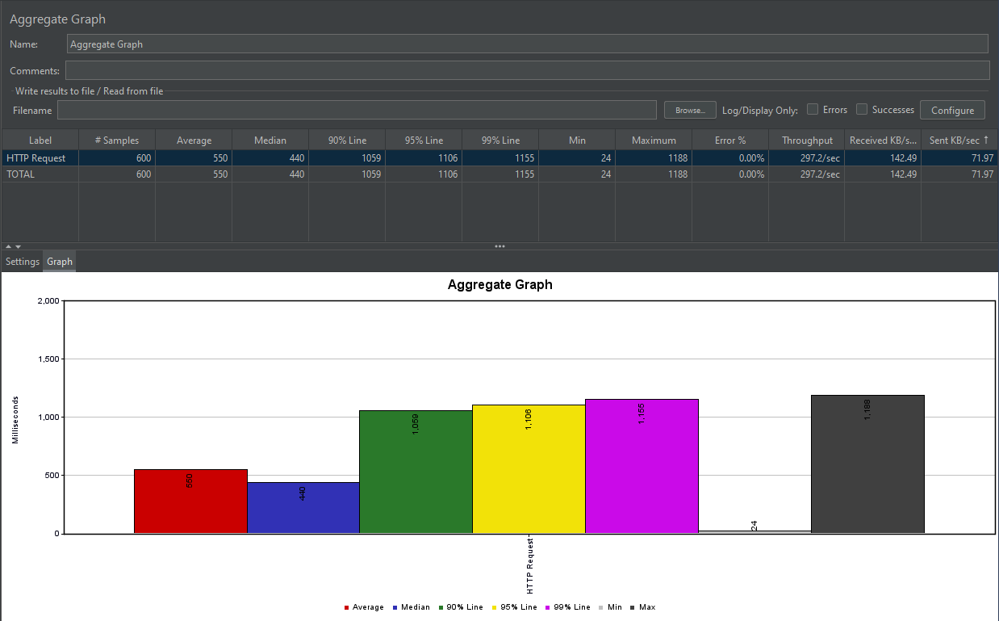 Aggregate Graph
Name: Aggregate Graph
Comments:
Write results to file / Read from file
Filename Browse... Log/Display Only: Errors Successes Configure
Label # Samples Average Median 90% Line 95% Line 99% Line Min Maximum Error % Throughput Received KB/s... Sent KB/sec ↑
HTTP Request 600 550 440 1059 1106 1155 24 1188 0.00% 297.2/sec 142.49 71.97
TOTAL 600 550 440 1059 1106 1155 24 1188 0.00% 297.2/sec 142.49 71.97
Settings Graph
Aggregate Graph
2,000
1,500
1,000
500
0
Milliseconds
550
440
1,059
1,106
1,155
24
1,188
HTTP Request
Average Median 90% Line 95% Line 99% Line Min Max